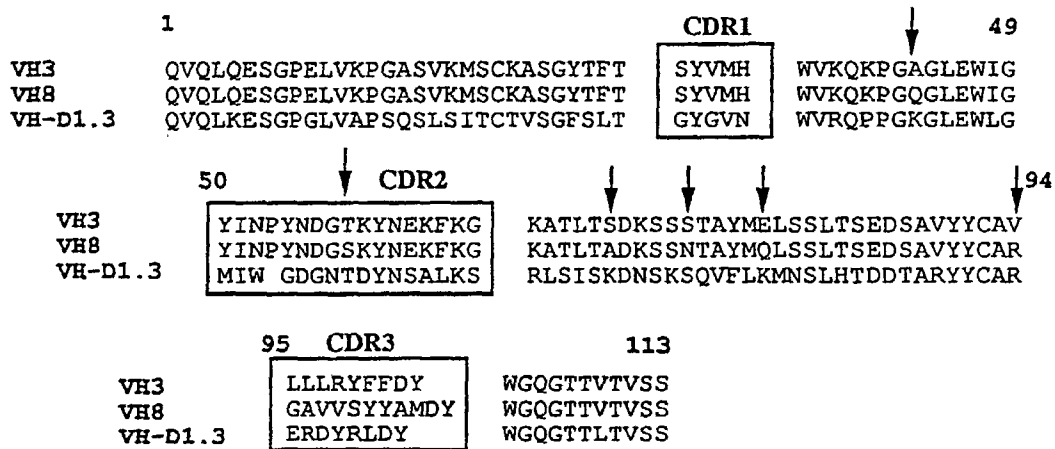 1 CDR1 49
VH3 QVQLQESGPELVKPGASVKMSCKASGYTFT SYVMH WVKQKPGAGLEWIG
VH8 QVQLQESGPELVKPGASVKMSCKASGYTFT SYVMH WVKQKPGQGLEWIG
VH-D1.3 QVQLKESGPGLVAPSQSLSITCTVSGFSLT GYGVN WVRQPPGKGLEWLG
50 CDR2 94
VH3 YINPYNDGTKYNEKFKG KATLTSDKSSSTAYMELSSLTSEDSAVYYCAV
VH8 YINPYNDGSKYNEKFKG KATLTADKSSNTAYMQLSSLTSEDSAVYYCAR
VH-D1.3 MIW GDGNTDYNSALKS RLSISKDNSKSQVFLKMNSLHTDDTARYYCAR
95 CDR3 113
VH3 LLLRYFFDY WGQGTTVTVSS
VH8 GAVVSYYAMDY WGQGTTVTVSS
VH-D1.3 ERDYRLDY WGQGTTLTVSS